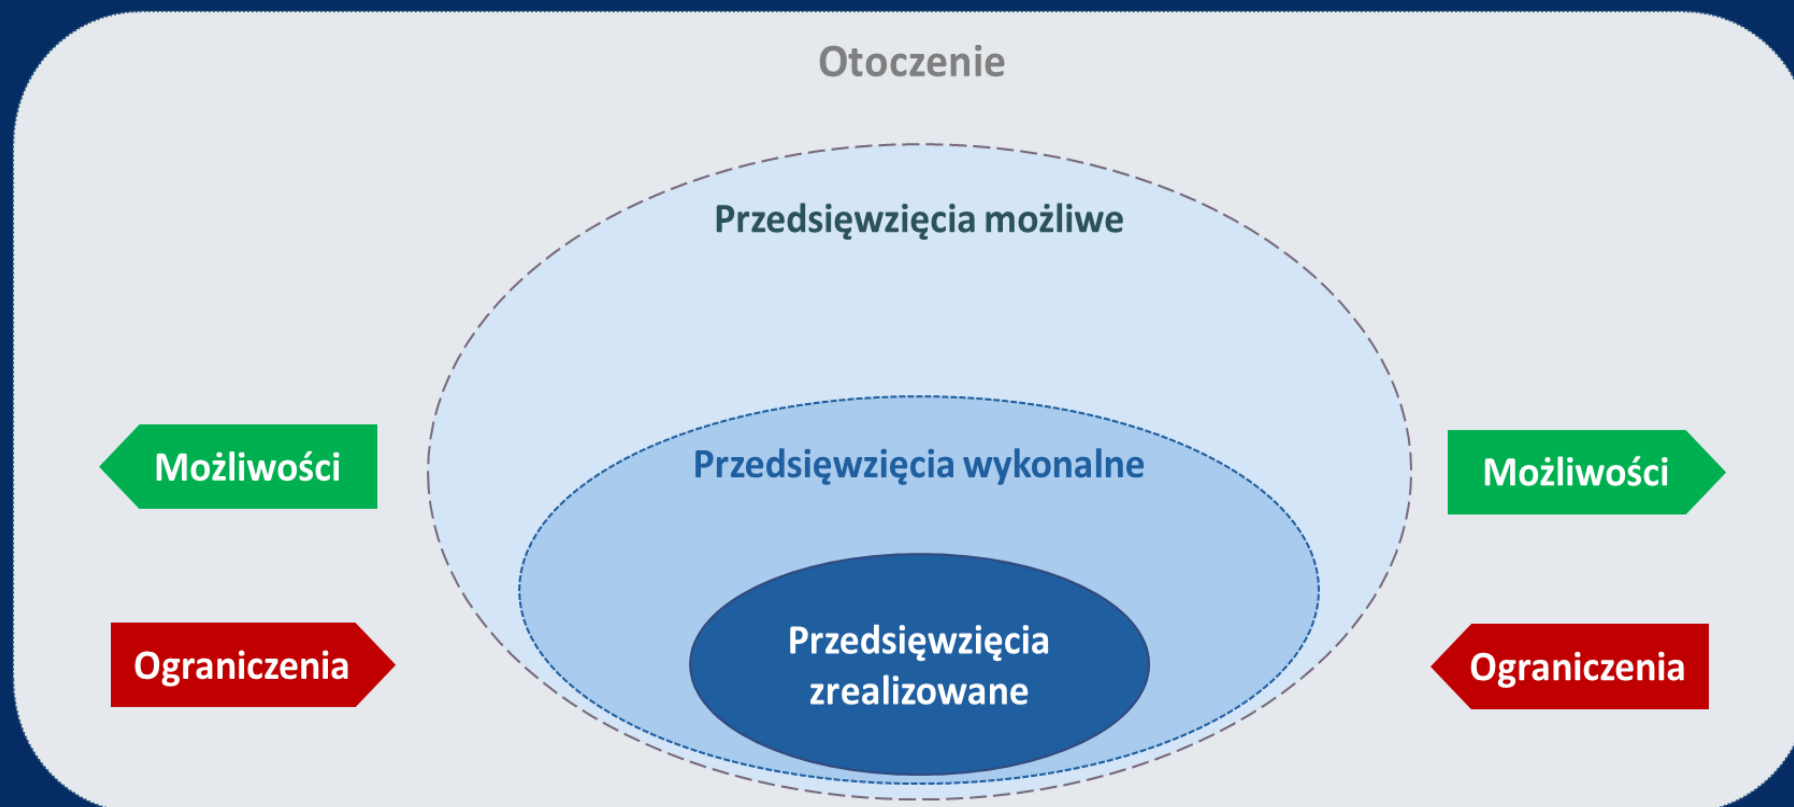 Otoczenie
Przedsięwzięcia możliwe
Możliwości
Przedsięwzięcia wykonalne
Możliwości
Ograniczenia
Przedsięwzięcia
zrealizowane
Ograniczenia